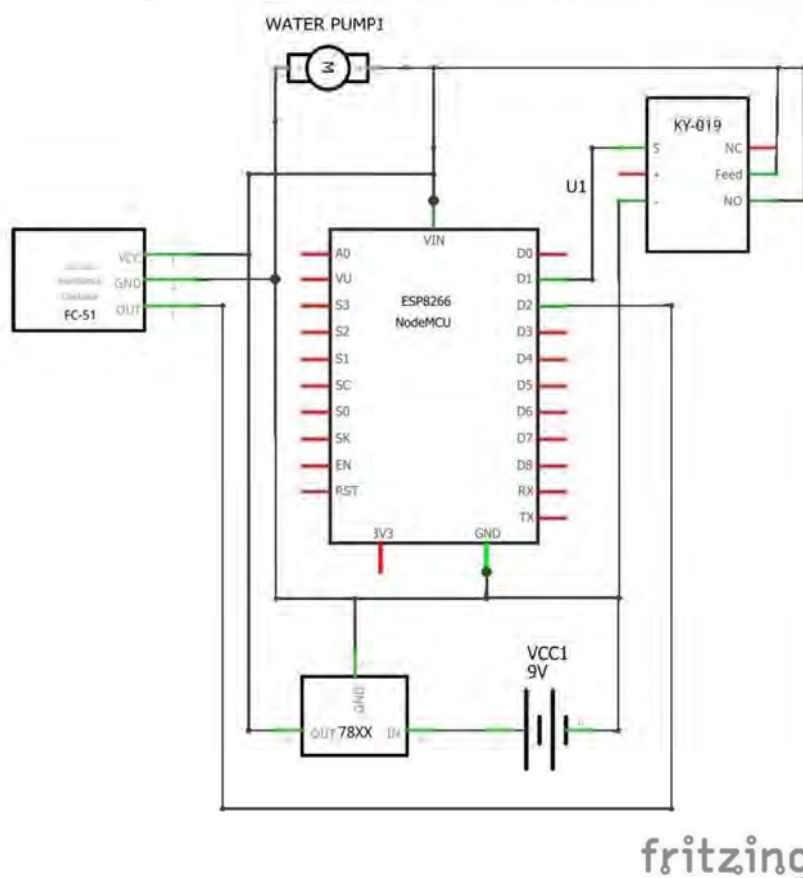 WATER PUMP1
M
KY-019
S
NC
+
Feed
-
NO
U1
VIN
VCC
GND
OUT
FC-51
A0
VU
S3
S2
S1
SC
S0
SK
EN
RST
ESP8266
NodeMCU
D0
D1
D2
D3
D4
D5
D6
D7
D8
RX
TX
3V3
GND
VCC1
9V
GND
OUT 78XX IN
fritzing